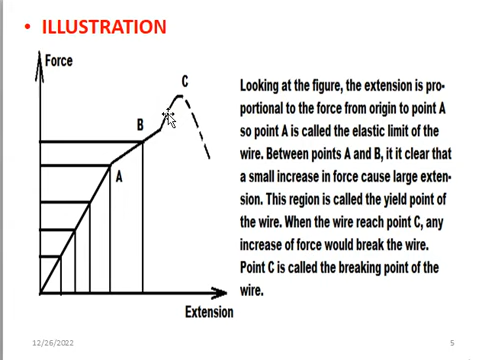 • ILLUSTRATION
Force
C
B
A
Extension
Looking at the figure, the extension is pro-
portional to the force from origin to point A
so point A is called the elastic limit of the
wire. Between points A and B, it it clear that
a small increase in force cause large exten-
sion. This region is called the yield point of
the wire. When the wire reach point C, any
increase of force would break the wire.
Point C is called the breaking point of the
wire.
12/26/2022
5